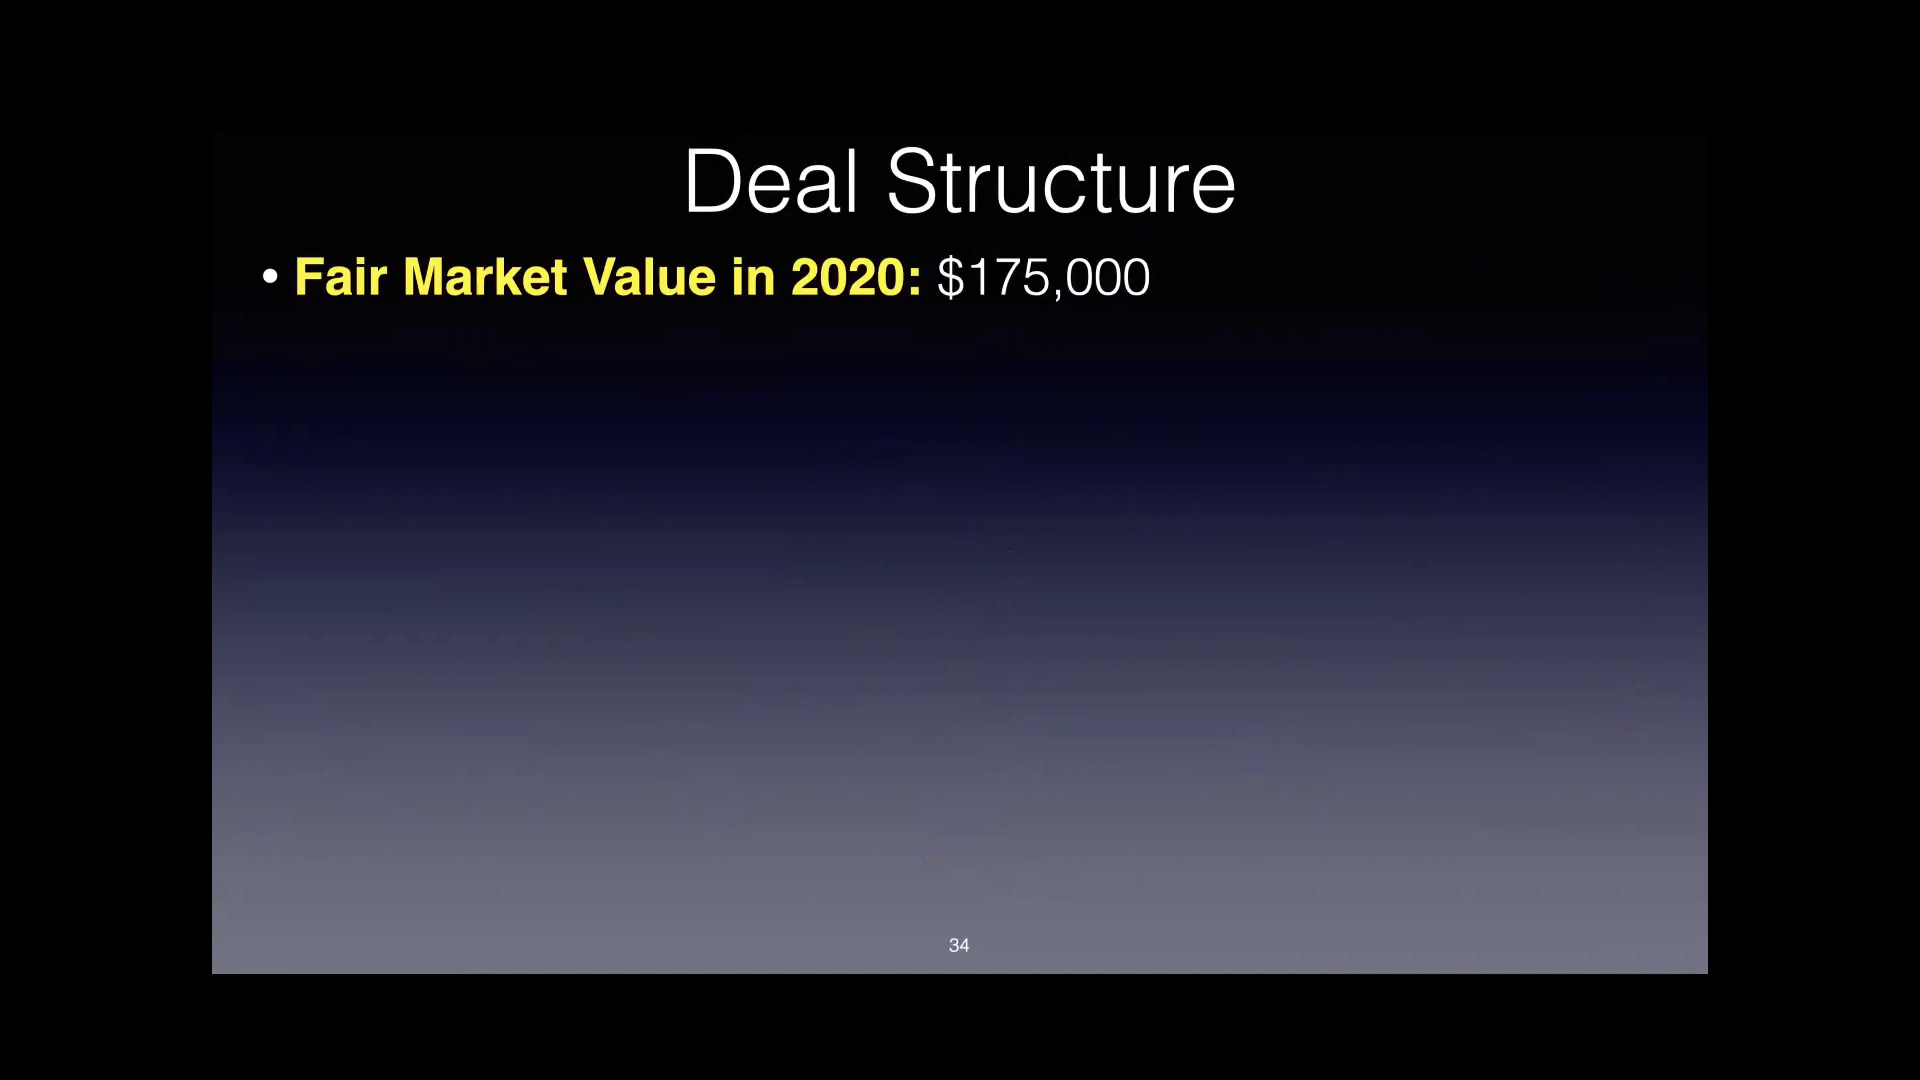 Deal Structure
• Fair Market Value in 2020: $175,000
34